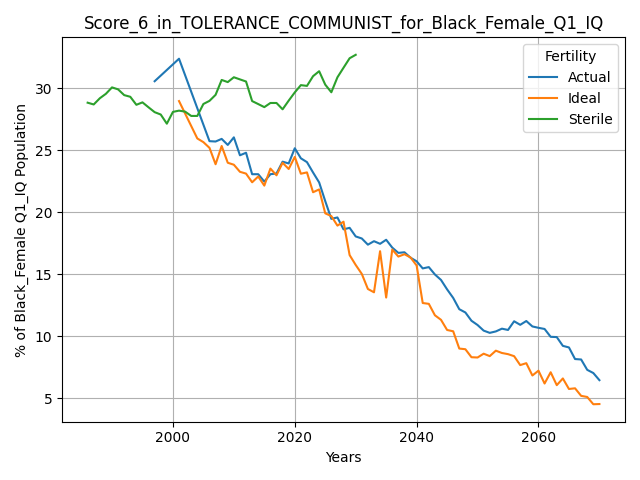 Score_6_in_TOLERANCE_COMMUNIST_for_Black_Female_Q1_IQ
% of Black_Female Q1_IQ Population
30
25
20
15
10
5
Fertility
Actual
Ideal
Sterile
2000
2020
2040
2060
Years